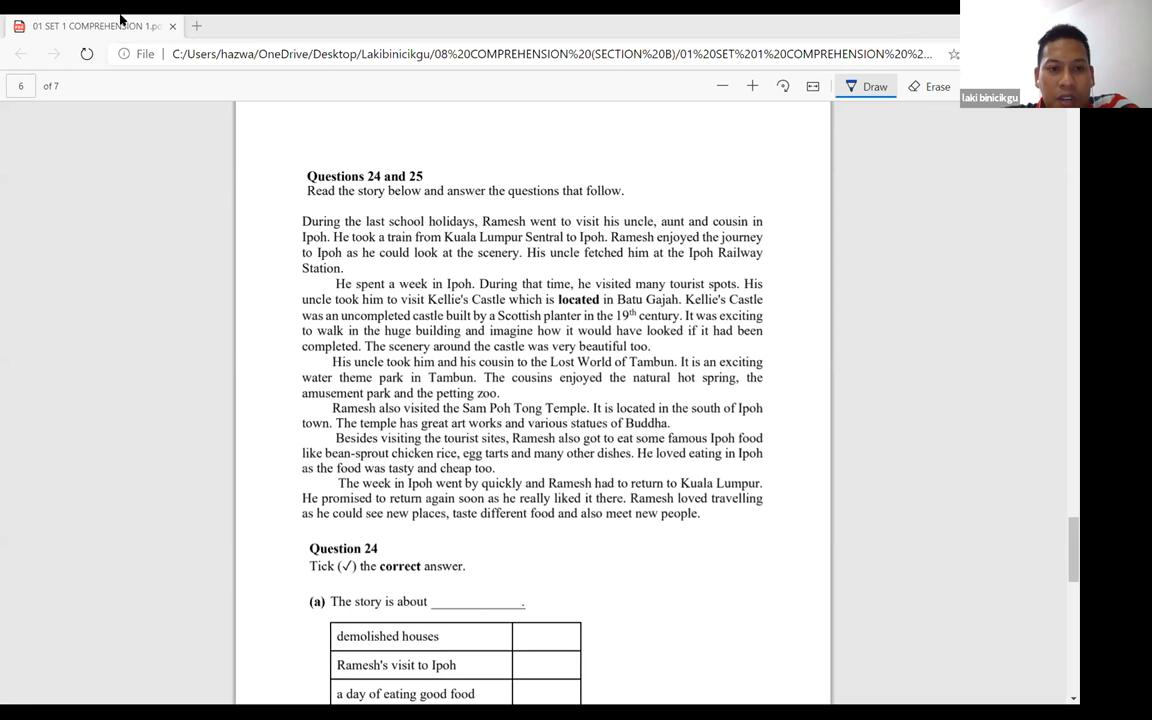 01 SET 1 COMPREHENSION 1.pd
File C:/Users/hazwa/OneDrive/Desktop/Lakibinicikgu/08%20COMPREHENSION%20(SECTION%20B)/01%20SET%201%20COMPREHENSION%20%2...
6 of 7 Draw Erase
laki binicikgu
Questions 24 and 25
Read the story below and answer the questions that follow.
During the last school holidays, Ramesh went to visit his uncle, aunt and cousin in
Ipoh. He took a train from Kuala Lumpur Sentral to Ipoh. Ramesh enjoyed the journey
to Ipoh as he could look at the scenery. His uncle fetched him at the Ipoh Railway
Station.
He spent a week in Ipoh. During that time, he visited many tourist spots. His
uncle took him to visit Kellie's Castle which is located in Batu Gajah. Kellie's Castle
was an uncompleted castle built by a Scottish planter in the 19th century. It was exciting
to walk in the huge building and imagine how it would have looked if it had been
completed. The scenery around the castle was very beautiful too.
His uncle took him and his cousin to the Lost World of Tambun. It is an exciting
water theme park in Tambun. The cousins enjoyed the natural hot spring, the
amusement park and the petting zoo.
Ramesh also visited the Sam Poh Tong Temple. It is located in the south of Ipoh
town. The temple has great art works and various statues of Buddha.
Besides visiting the tourist sites, Ramesh also got to eat some famous Ipoh food
like bean-sprout chicken rice, egg tarts and many other dishes. He loved eating in Ipoh
as the food was tasty and cheap too.
The week in Ipoh went by quickly and Ramesh had to return to Kuala Lumpur.
He promised to return again soon as he really liked it there. Ramesh loved travelling
as he could see new places, taste different food and also meet new people.
Question 24
Tick (✓) the correct answer.
(a) The story is about ____________.
demolished houses
Ramesh's visit to Ipoh
a day of eating good food